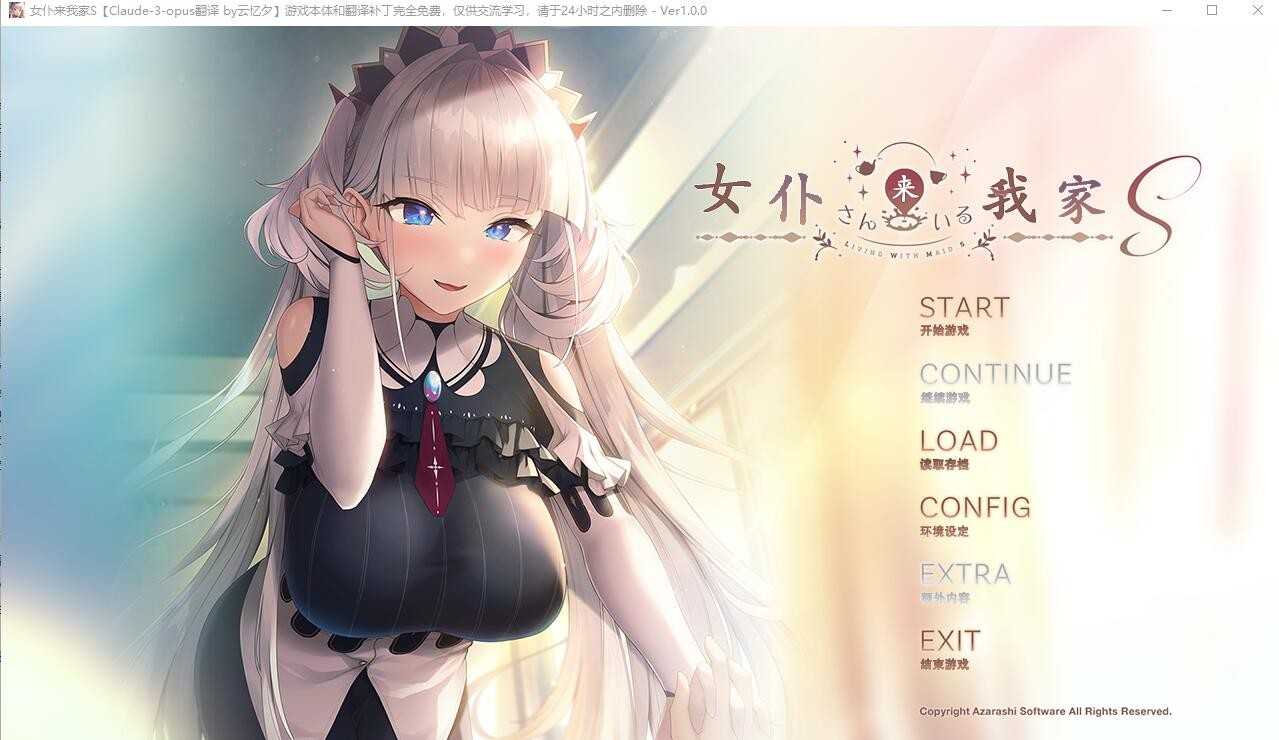 女仆来我家S【Claude-3-opus翻译 by云忆夕】游戏本体和翻译补丁完全免费，仅供交流学习，请于24小时之内删除 - Ver1.0.0
女仆来我家S
さん いる
LIVING WITH MAID S
START
开始游戏
CONTINUE
继续游戏
LOAD
读取存档
CONFIG
环境设定
EXTRA
额外内容
EXIT
结束游戏
Copyright Azarashi Software All Rights Reserved.